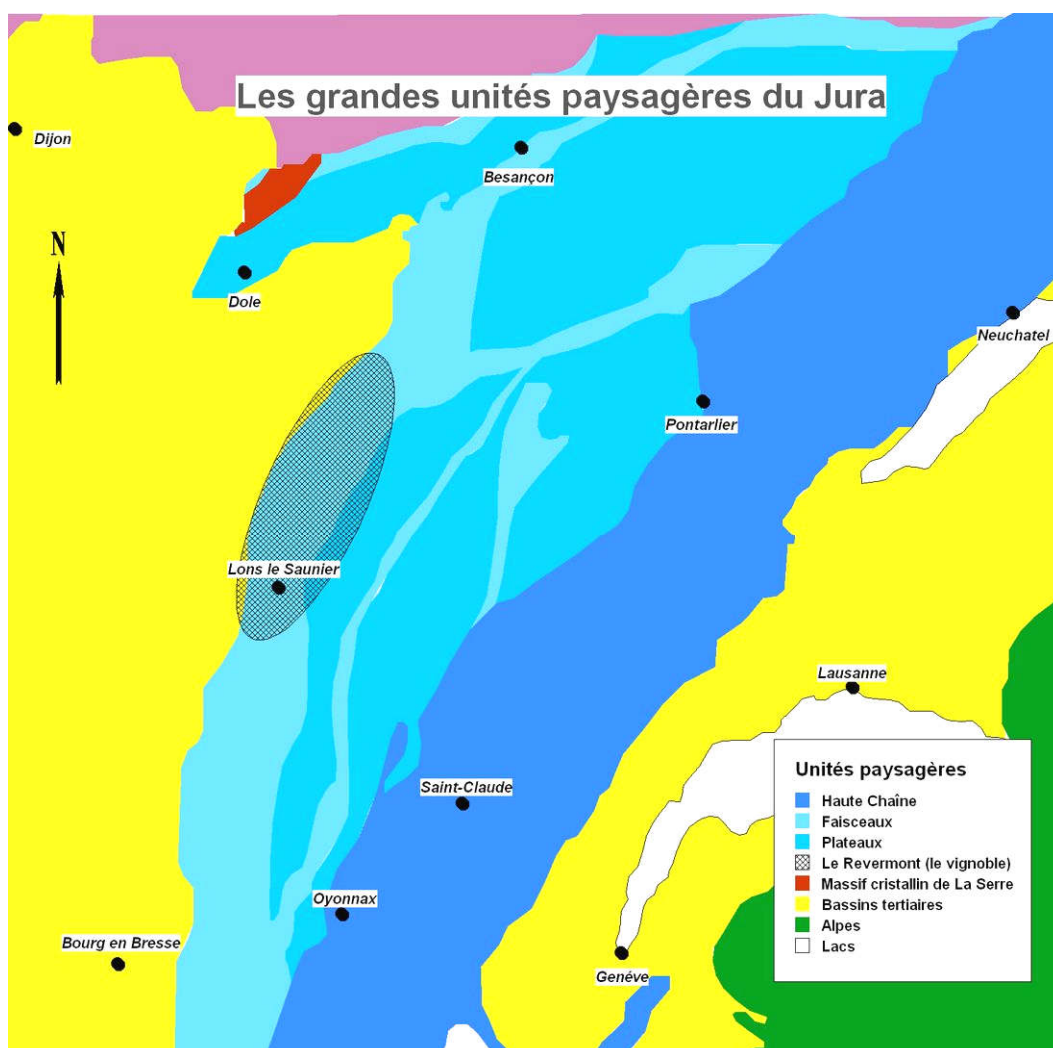 Les grandes unités paysagères du Jura
Dijon
Besançon
N
Dole
Neuchatel
Pontarlier
Lons le Saunier
Lausanne
Saint-Claude
Oyonnax
Bourg en Bresse
Genéve
Unités paysagères
Haute Chaîne
Faisceaux
Plateaux
Le Revermont (le vignoble)
Massif cristallin de La Serre
Bassins tertiaires
Alpes
Lacs